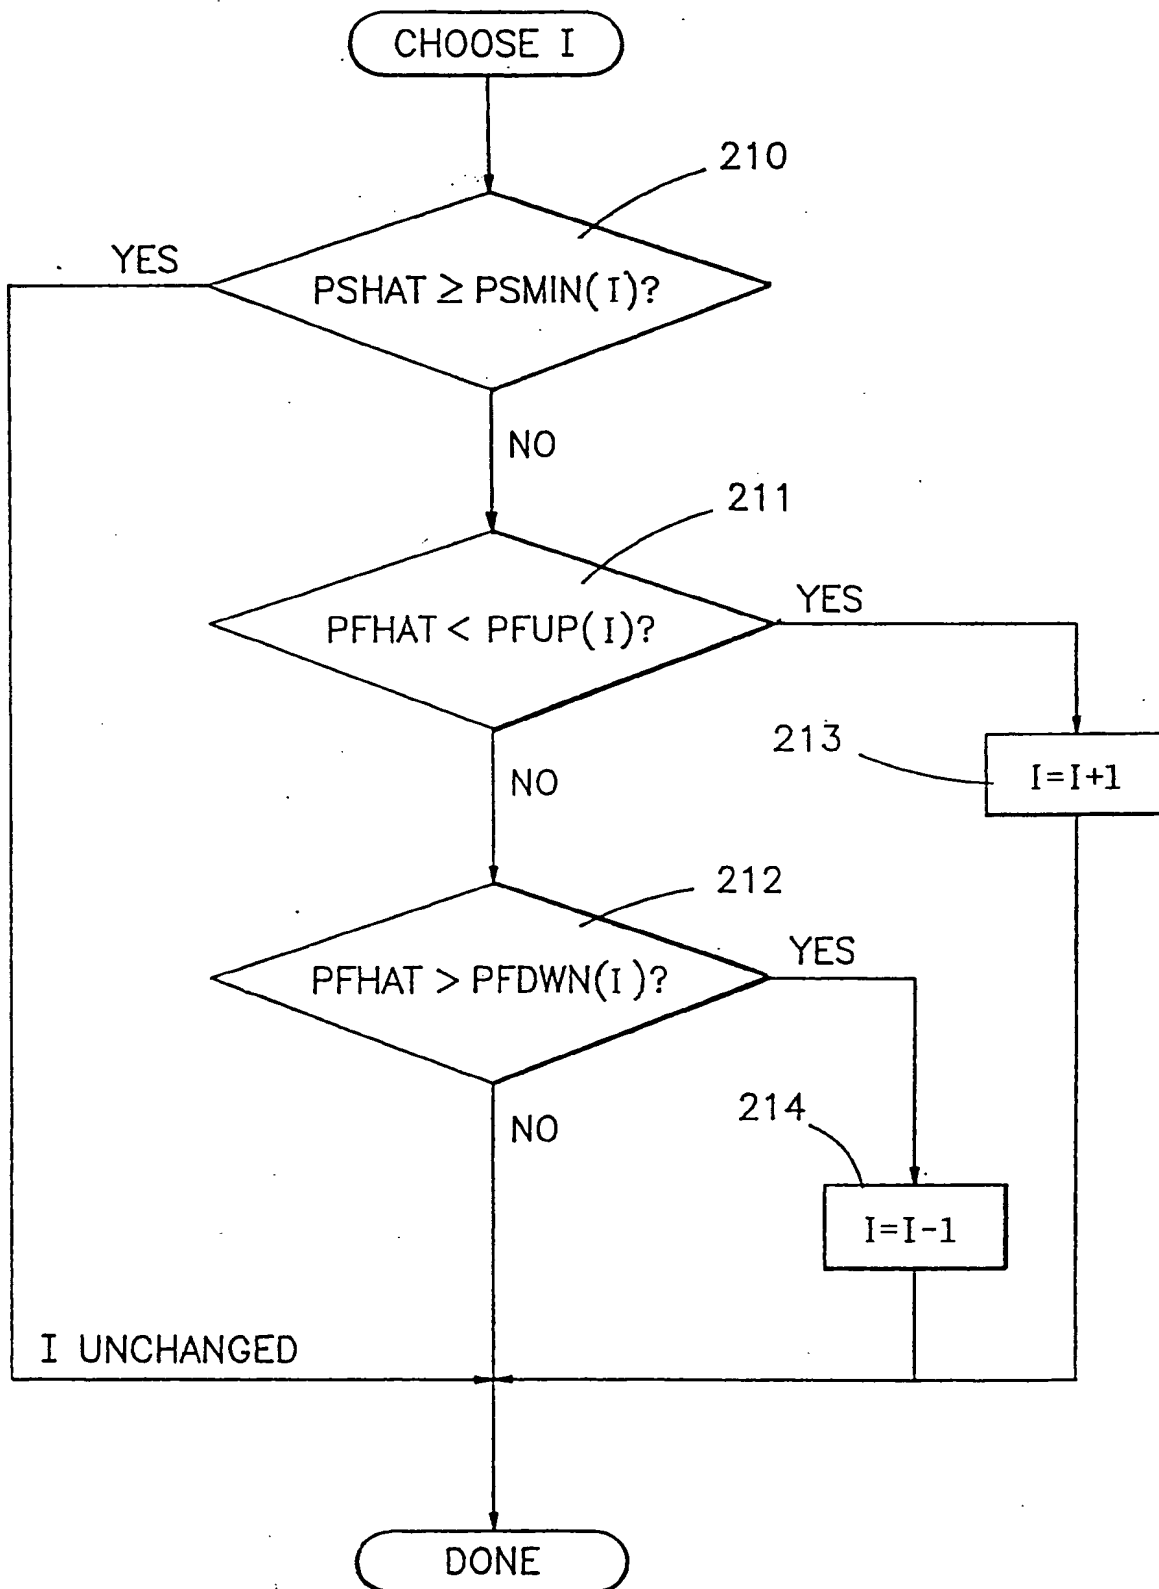 CHOOSE I
210
YES
PSHAT ≥ PSMIN(I)?
NO
211
YES
PFHAT < PFUP(I)?
213
I=I+1
NO
212
YES
PFHAT > PFDWN(I)?
214
NO
I=I-1
I UNCHANGED
DONE